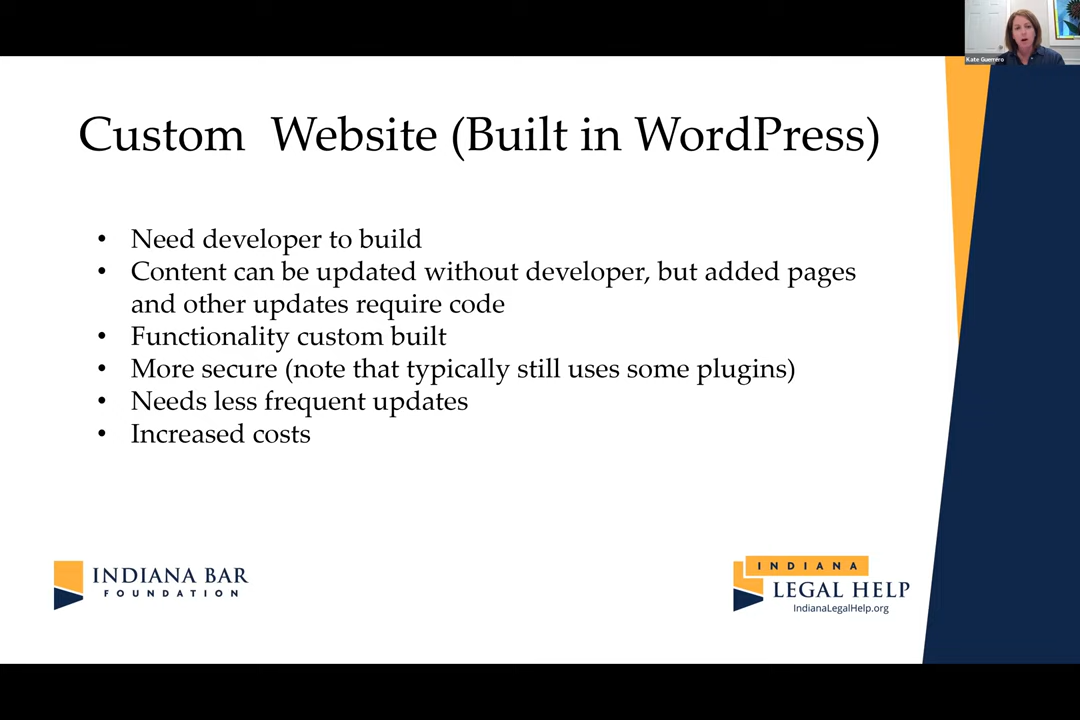 Kate Guerrero
Custom Website (Built in WordPress)
• Need developer to build
• Content can be updated without developer, but added pages
and other updates require code
• Functionality custom built
• More secure (note that typically still uses some plugins)
• Needs less frequent updates
• Increased costs
INDIANA BAR
FOUNDATION
INDIANA
LEGAL HELP
IndianaLegalHelp.org